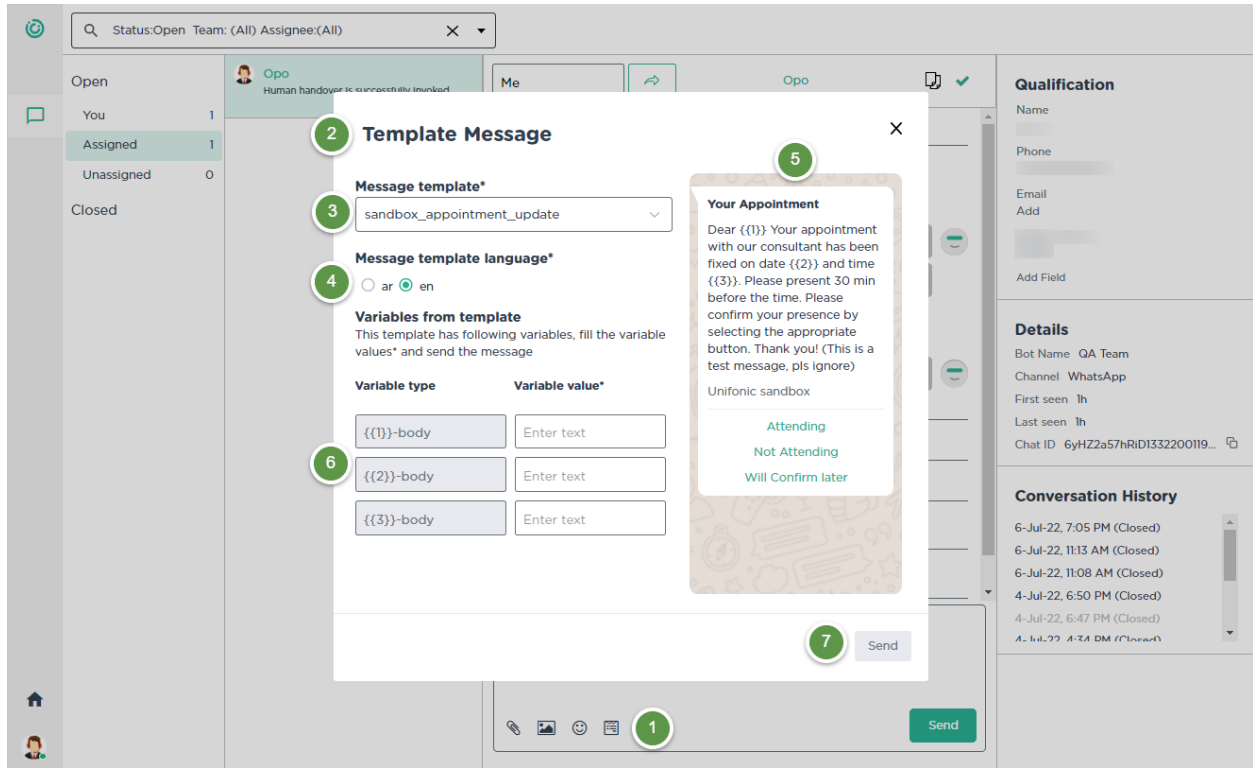 Status:Open Team: (All) Assignee:(All)
Open
You 1
Assigned 1
Unassigned 0
Closed
Opo
Human handover is successfully invoked
Me
Opo
2
Template Message
3
Message template*
sandbox_appointment_update
4
Message template language*
ar en
Variables from template
This template has following variables, fill the variable
values* and send the message
Variable type Variable value*
6
{{1}}-body Enter text
{{2}}-body Enter text
{{3}}-body Enter text
5
Your Appointment
Dear {{1}} Your appointment
with our consultant has been
fixed on date {{2}} and time
{{3}}. Please present 30 min
before the time. Please
confirm your presence by
selecting the appropriate
button. Thank you! (This is a
test message, pls ignore)
Unifonic sandbox
Attending
Not Attending
Will Confirm later
7
Send
1
Send
Qualification
Name
Phone
Email
Add
Add Field
Details
Bot Name QA Team
Channel WhatsApp
First seen 1h
Last seen 1h
Chat ID 6yHZ2a57hRiD1332200119...
Conversation History
6-Jul-22, 7:05 PM (Closed)
6-Jul-22, 11:13 AM (Closed)
6-Jul-22, 11:08 AM (Closed)
4-Jul-22, 6:50 PM (Closed)
4-Jul-22, 6:47 PM (Closed)
4-Jul-22, 4:34 PM (Closed)